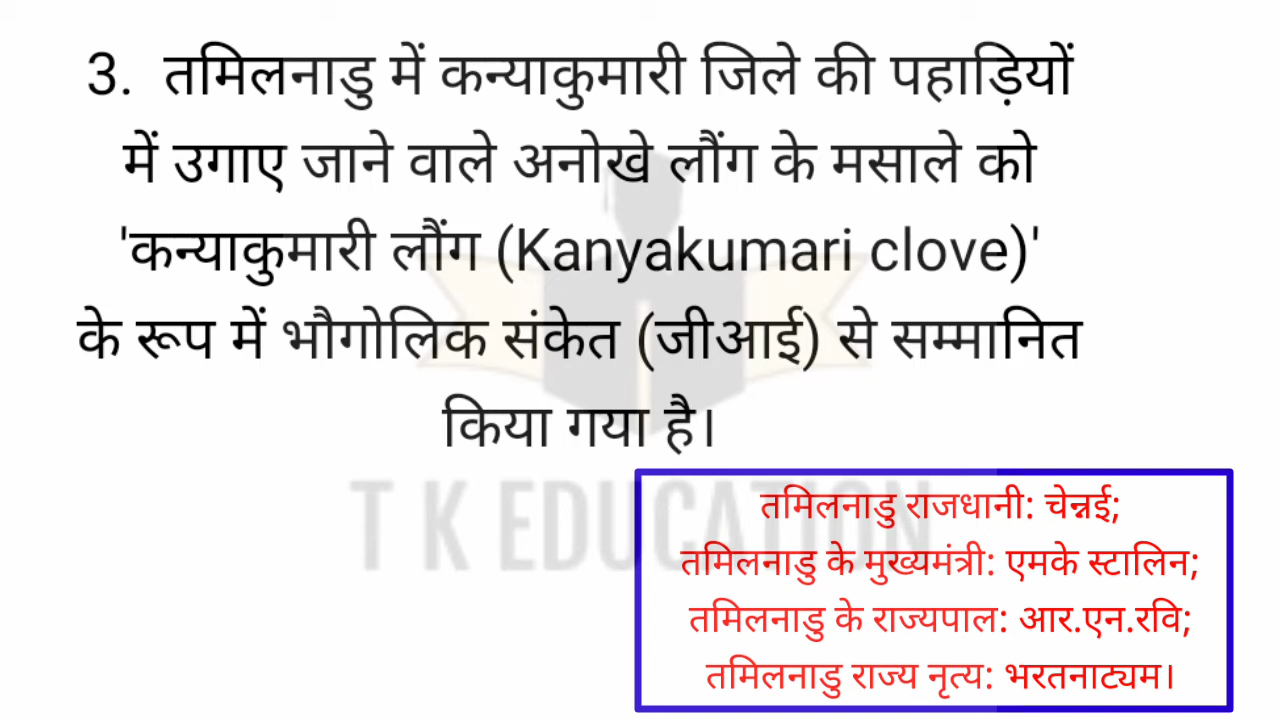 3. तमिलनाडु में कन्याकुमारी जिले की पहाड़ियों
में उगाए जाने वाले अनोखे लौंग के मसाले को
'कन्याकुमारी लौंग (Kanyakumari clove)'
के रूप में भौगोलिक संकेत (जीआई) से सम्मानित
किया गया है।
T K EDUCATION
तमिलनाडु राजधानी: चेन्नई;
तमिलनाडु के मुख्यमंत्री: एमके स्टालिन;
तमिलनाडु के राज्यपाल: आर.एन.रवि;
तमिलनाडु राज्य नृत्य: भरतनाट्यम।